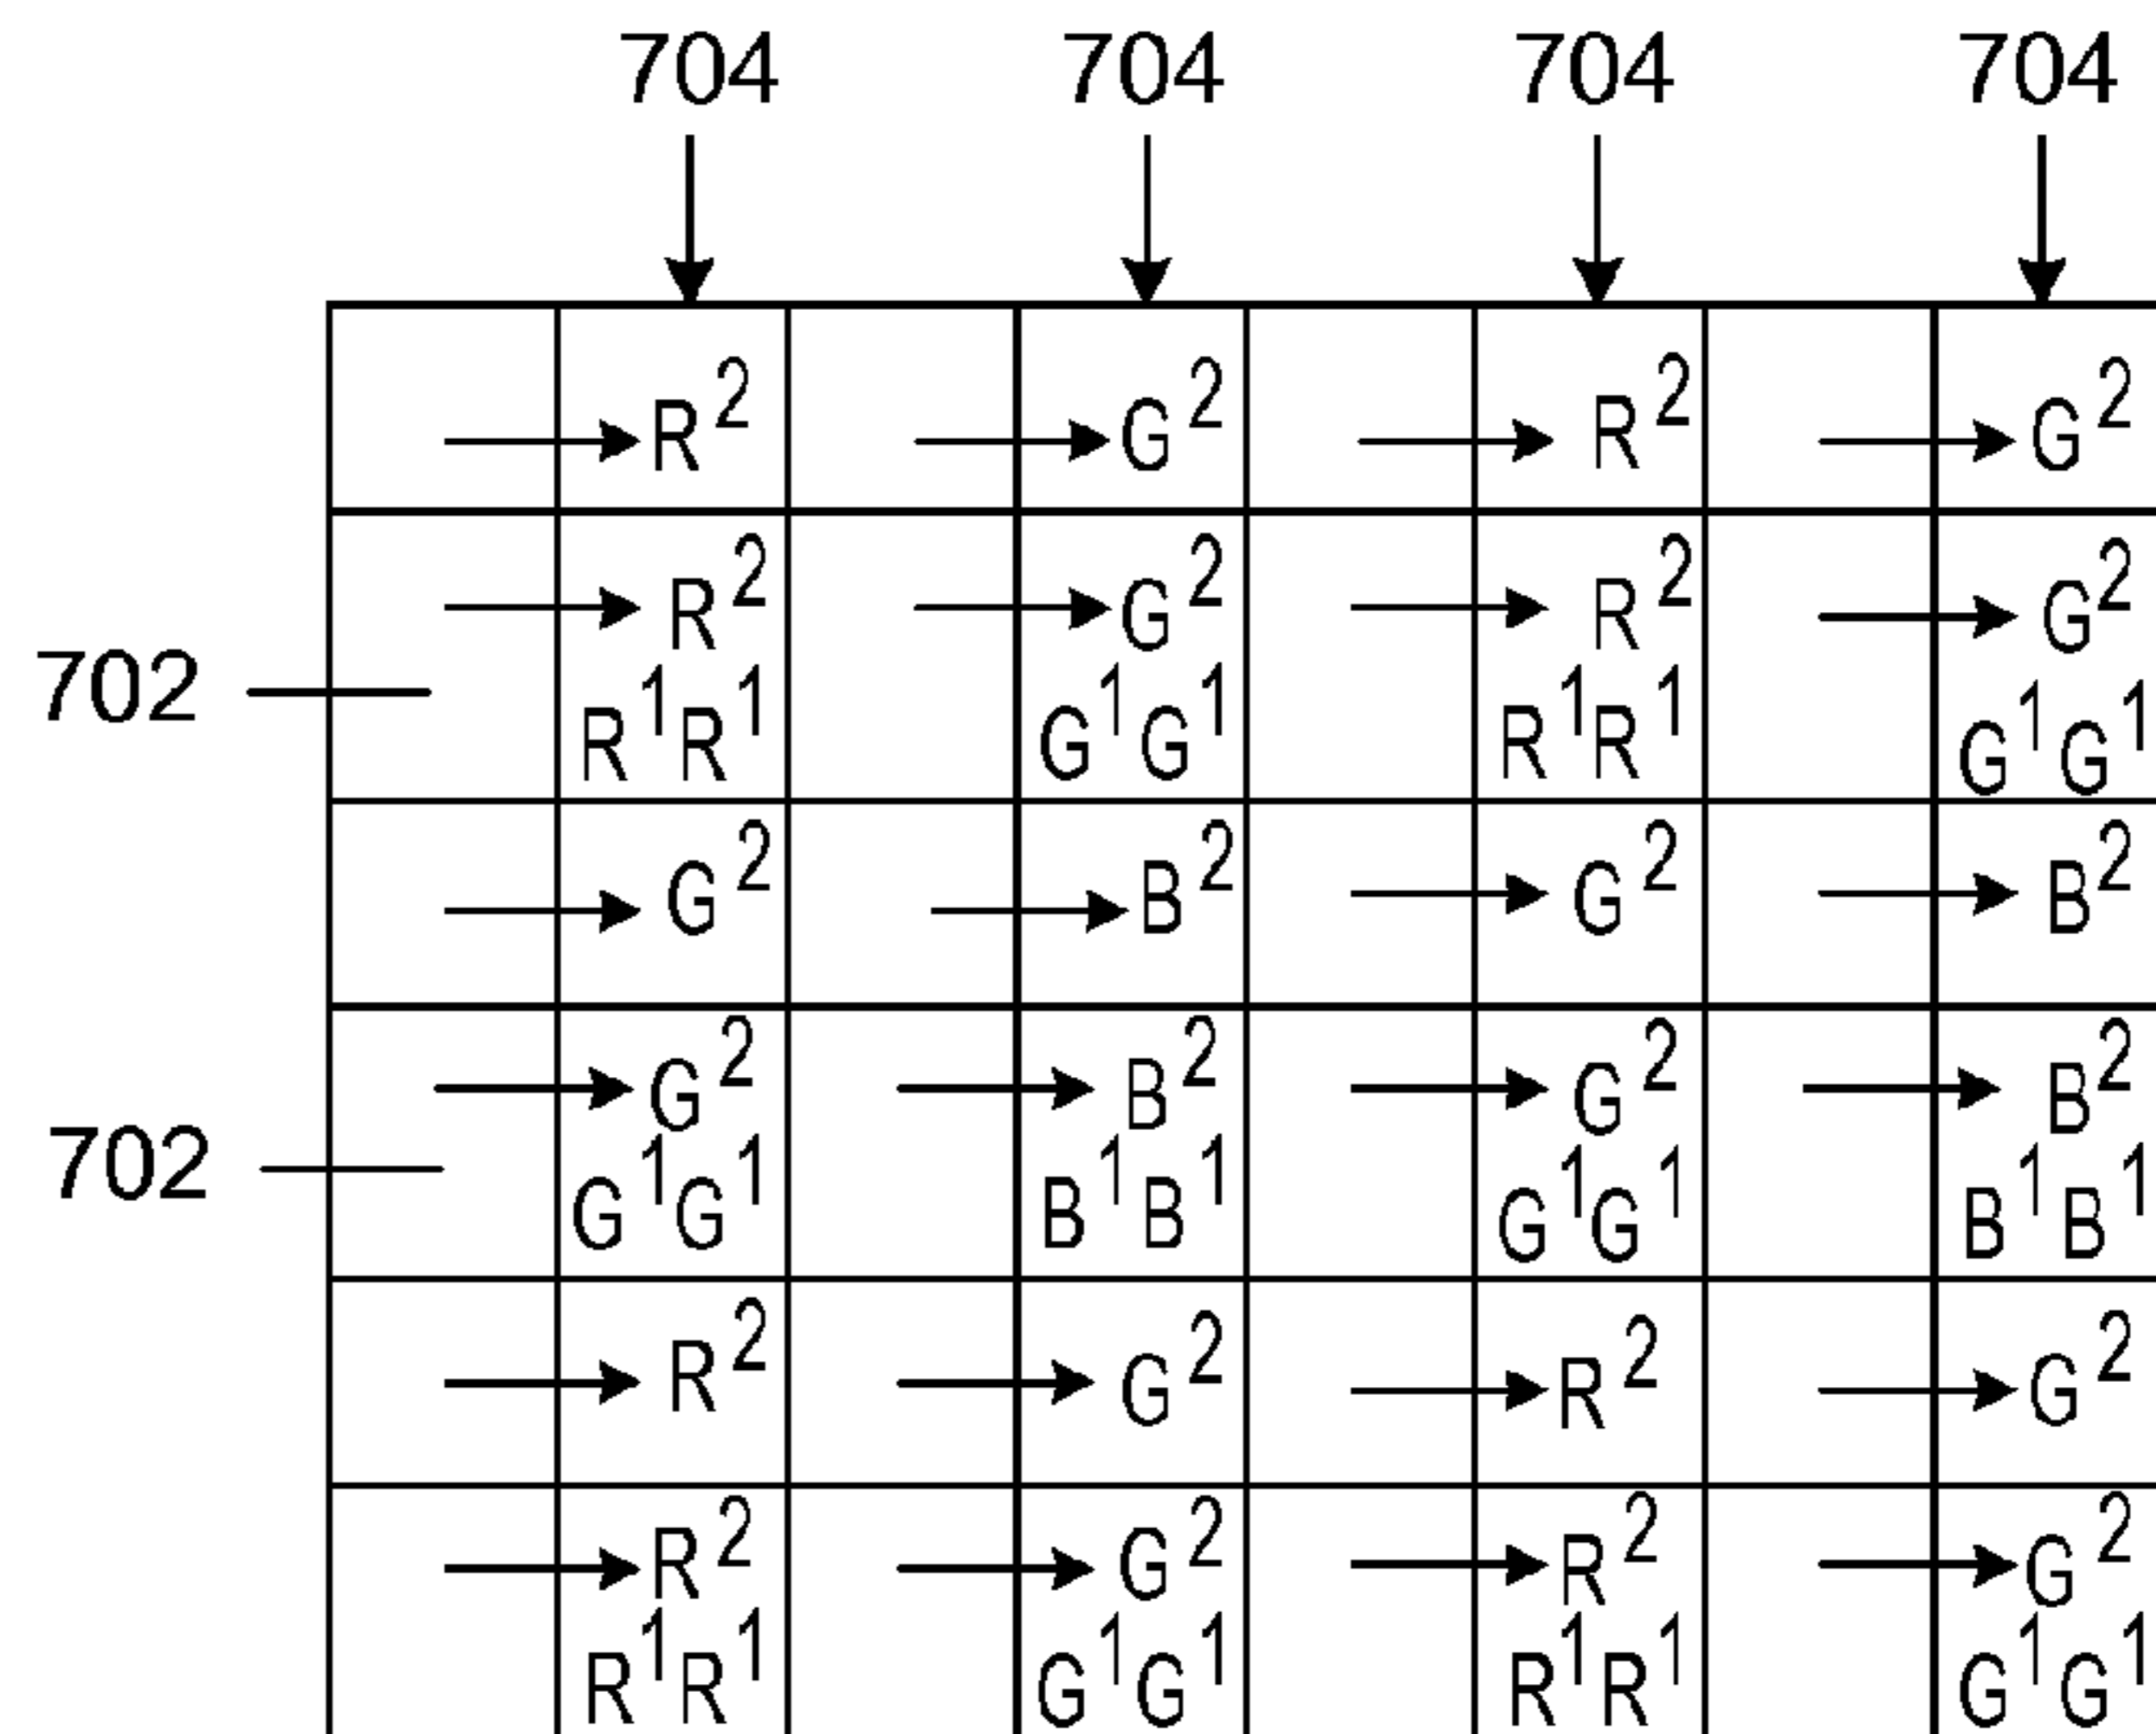 704 704 704 704
R² G² R² G²
R² G² R² G²
702
R¹R¹ G¹G¹ R¹R¹ G¹G¹
G² B² G² B²
G² B² G² B²
702
G¹G¹ B¹B¹ G¹G¹ B¹B¹
R² G² R² G²
R² G² R² G²
R¹R¹ G¹G¹ R¹R¹ G¹G¹